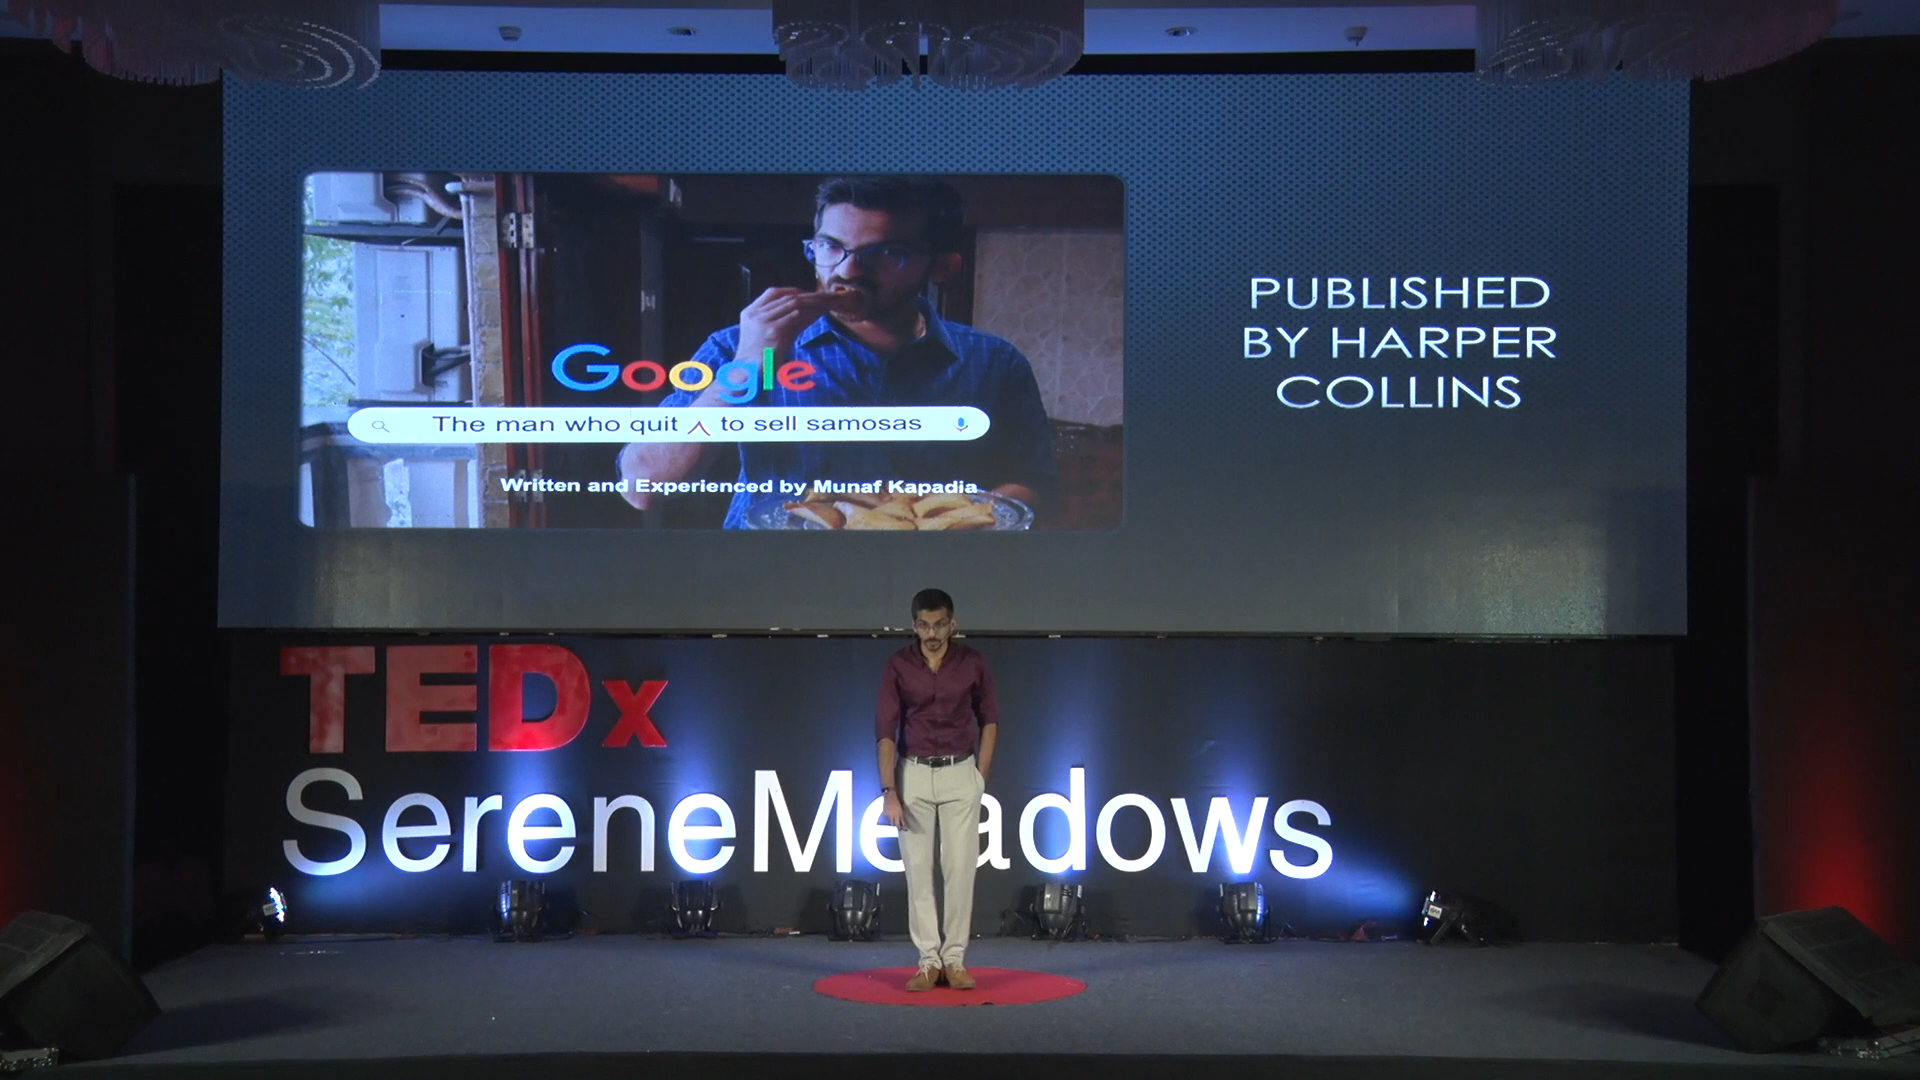 Google
The man who quit ‸ to sell samosas
Written and Experienced by Munaf Kapadia
PUBLISHED
BY HARPER
COLLINS
TEDx
SereneMeadows